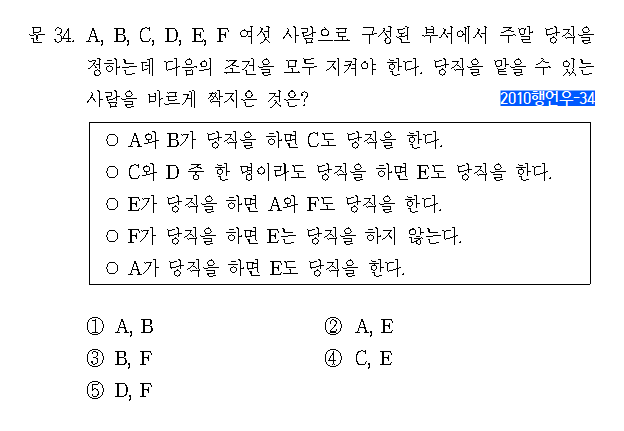 문 34. A, B, C, D, E, F 여섯 사람으로 구성된 부서에서 주말 당직을
정하는데 다음의 조건을 모두 지켜야 한다. 당직을 맡을 수 있는
사람을 바르게 짝지은 것은?
2010행언우-34
○ A와 B가 당직을 하면 C도 당직을 한다.
○ C와 D 중 한 명이라도 당직을 하면 E도 당직을 한다.
○ E가 당직을 하면 A와 F도 당직을 한다.
○ F가 당직을 하면 E는 당직을 하지 않는다.
○ A가 당직을 하면 E도 당직을 한다.
① A, B
② A, E
③ B, F
④ C, E
⑤ D, F